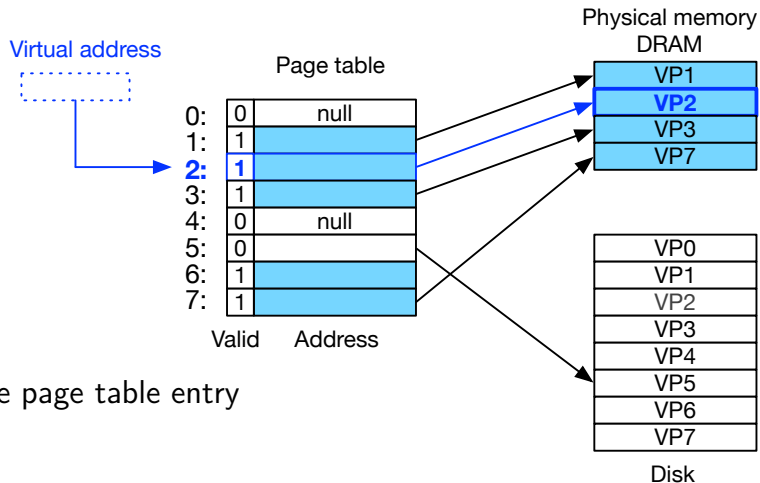 Physical memory
DRAM
Virtual address
Page table
VP1
VP2
VP3
VP7
0: 0 null
1: 1
2: 1
3: 1
4: 0 null
5: 0
6: 1
7: 1
Valid Address
VP0
VP1
VP2
VP3
VP4
VP5
VP6
VP7
Disk
e page table entry